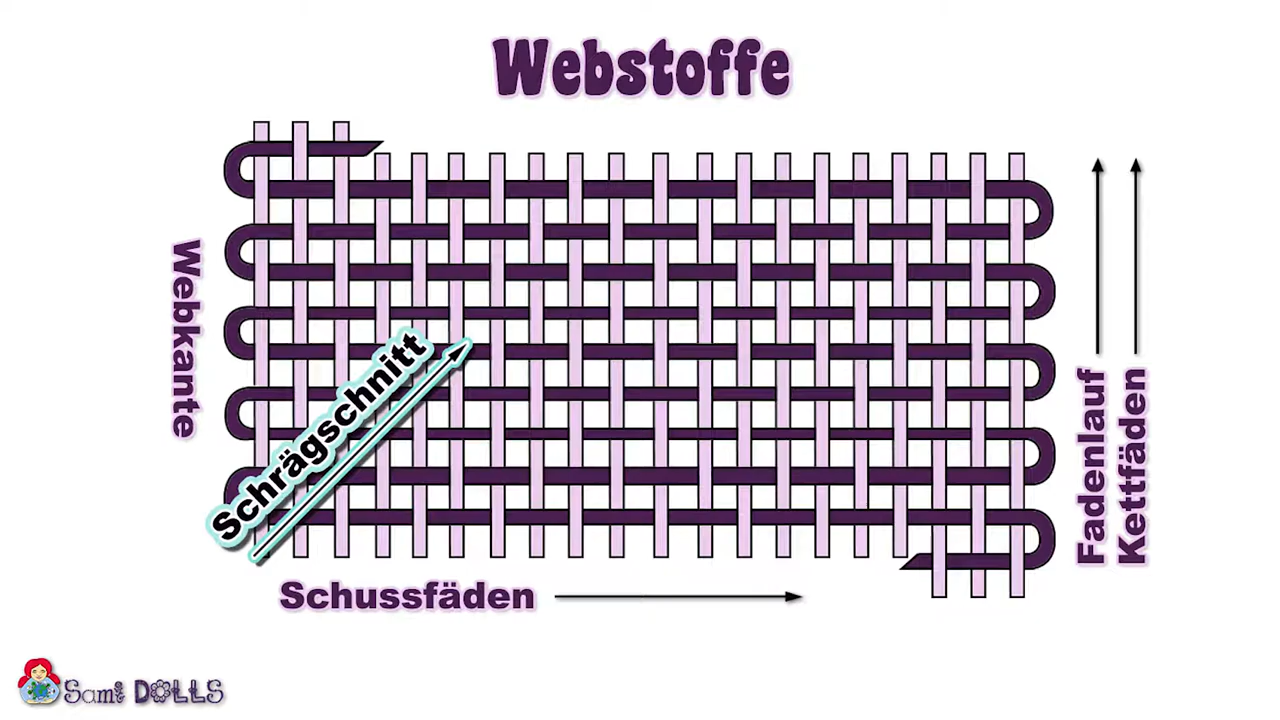 Webstoffe
Webkante
Schrägschnitt
Fadenlauf
Kettfäden
Schussfäden
Sami DOLLS